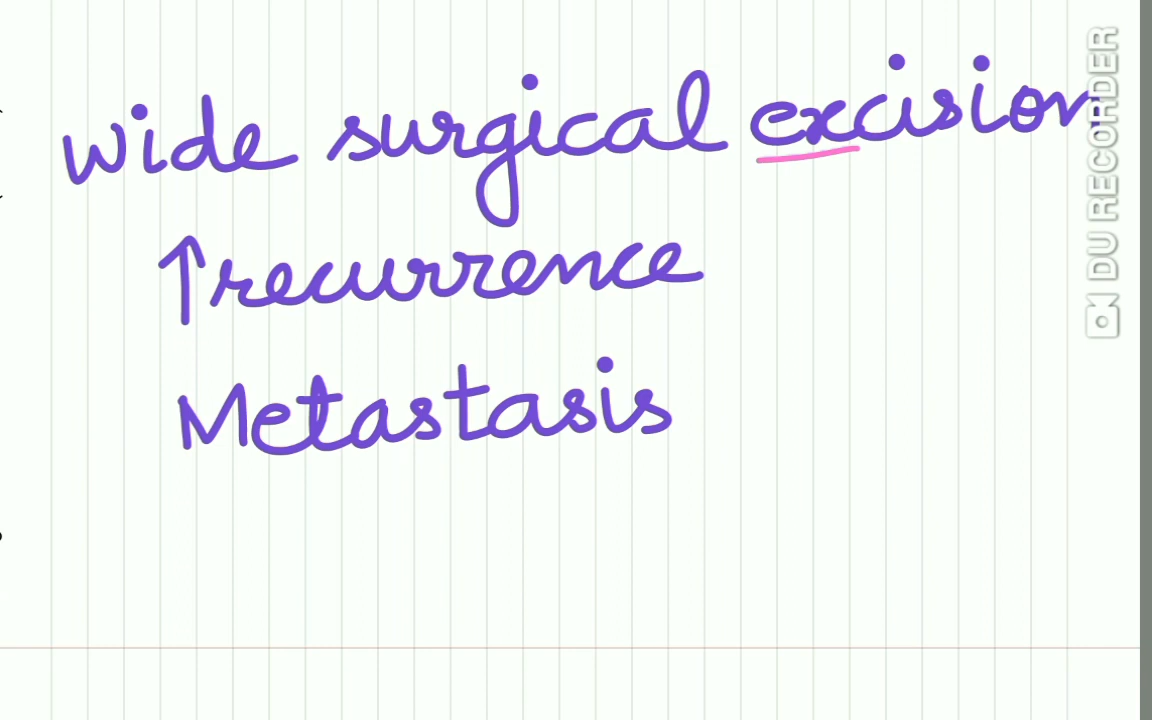 wide surgical excision
↑recurrence
Metastasis
DU RECORDER